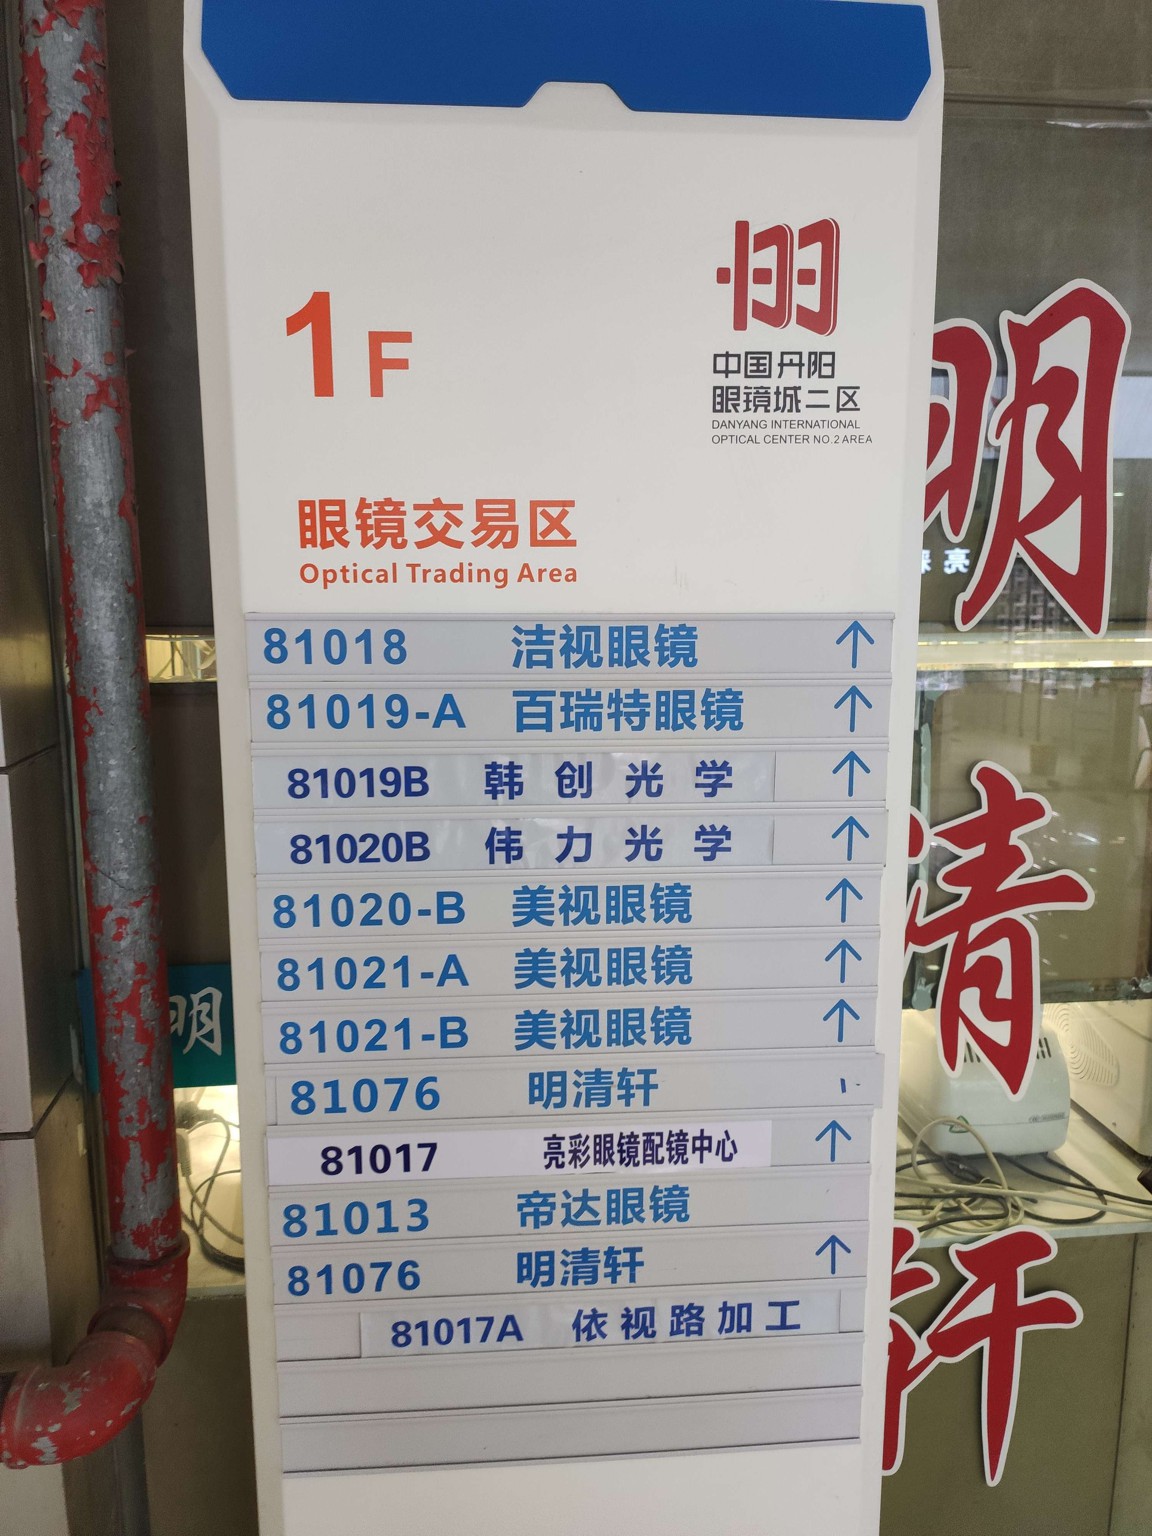 1F
中国丹阳
眼镜城二区
DANYANG INTERNATIONAL
OPTICAL CENTER NO.2 AREA
眼镜交易区
Optical Trading Area
81018 洁视眼镜 ↑
81019-A 百瑞特眼镜 ↑
81019B 韩创光学 ↑
81020B 伟力光学 ↑
81020-B 美视眼镜 ↑
81021-A 美视眼镜 ↑
81021-B 美视眼镜 ↑
81076 明清轩
81017 亮彩眼镜配镜中心 ↑
81013 帝达眼镜
81076 明清轩 ↑
81017A 依视路加工
明清轩
明
亮